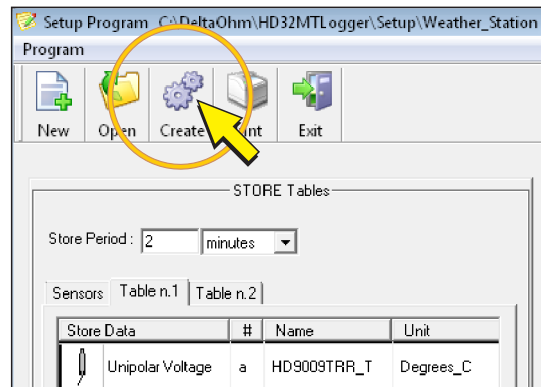 Setup Program C:\DeltaOhm\HD32MTLogger\Setup\Weather_Station
Program
New Open Create Exit
STORE Tables
Store Period : 2 minutes
Sensors Table n.1 Table n.2
Store Data # Name Unit
Unipolar Voltage a HD9009TRR_T Degrees_C